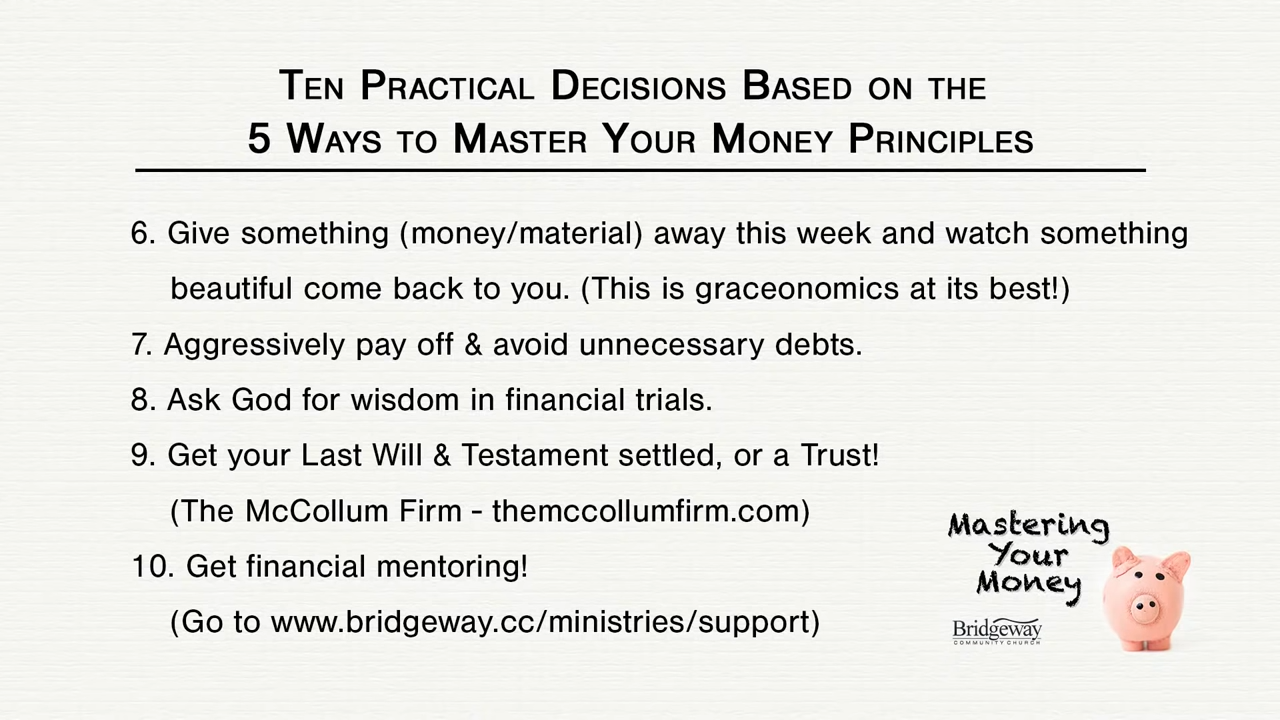 Ten Practical Decisions Based on the
5 Ways to Master Your Money Principles
6. Give something (money/material) away this week and watch something
beautiful come back to you. (This is graceonomics at its best!)
7. Aggressively pay off & avoid unnecessary debts.
8. Ask God for wisdom in financial trials.
9. Get your Last Will & Testament settled, or a Trust!
(The McCollum Firm - themccollumfirm.com)
10. Get financial mentoring!
(Go to www.bridgeway.cc/ministries/support)
Mastering
Your
Money
Bridgeway
COMMUNITY CHURCH